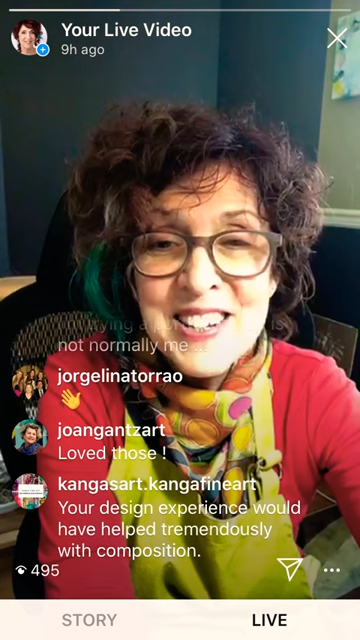 Your Live Video
9h ago
not normally me ...
jorgelinatorrao
👋
joangantzart
Loved those !
kangasart.kangafineart
Your design experience would
have helped tremendously
with composition.
495
STORY
LIVE